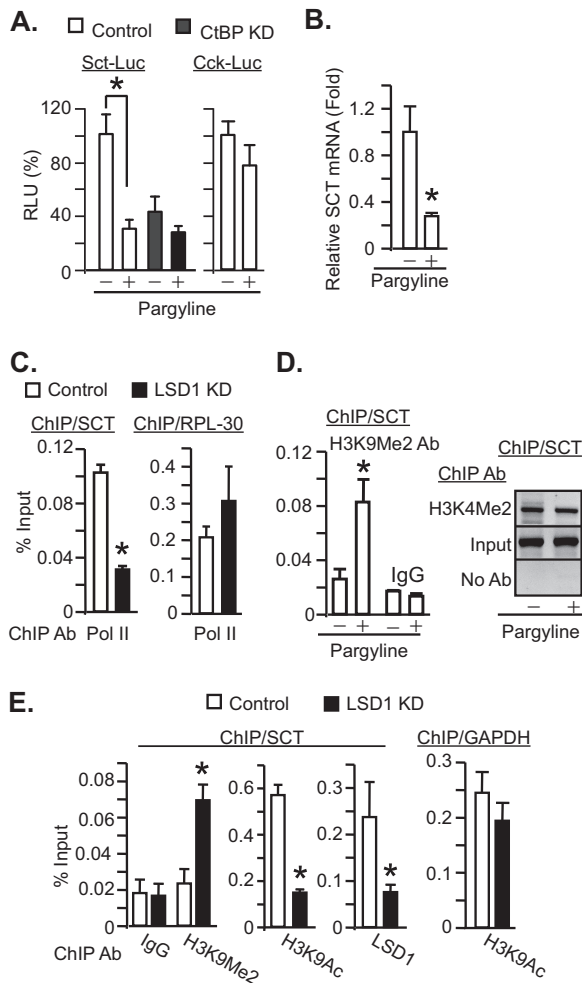 A.
Control CtBP KD
Sct-Luc Cck-Luc
*
RLU (%)
120
80
40
0
− + − + − +
Pargyline
B.
Relative SCT mRNA (Fold)
1.2
0.8
0.4
0
*
− +
Pargyline
C.
Control LSD1 KD
ChIP/SCT ChIP/RPL-30
% Input
0.12
0.08
0.04
0
*
0.4
0.3
0.2
0.1
0
ChIP Ab Pol II Pol II
D.
ChIP/SCT
H3K9Me2 Ab
0.12
0.08
0.04
0
*
IgG
− + − +
Pargyline
ChIP/SCT
ChIP Ab
H3K4Me2
Input
No Ab
− +
Pargyline
E.
Control LSD1 KD
ChIP/SCT ChIP/GAPDH
% Input
0.08
0.06
0.04
0.02
0
*
0.6
0.4
0.2
0
*
0.3
0.2
0.1
0
*
0.3
0.2
0.1
0
ChIP Ab
IgG H3K9Me2 H3K9Ac LSD1 H3K9Ac